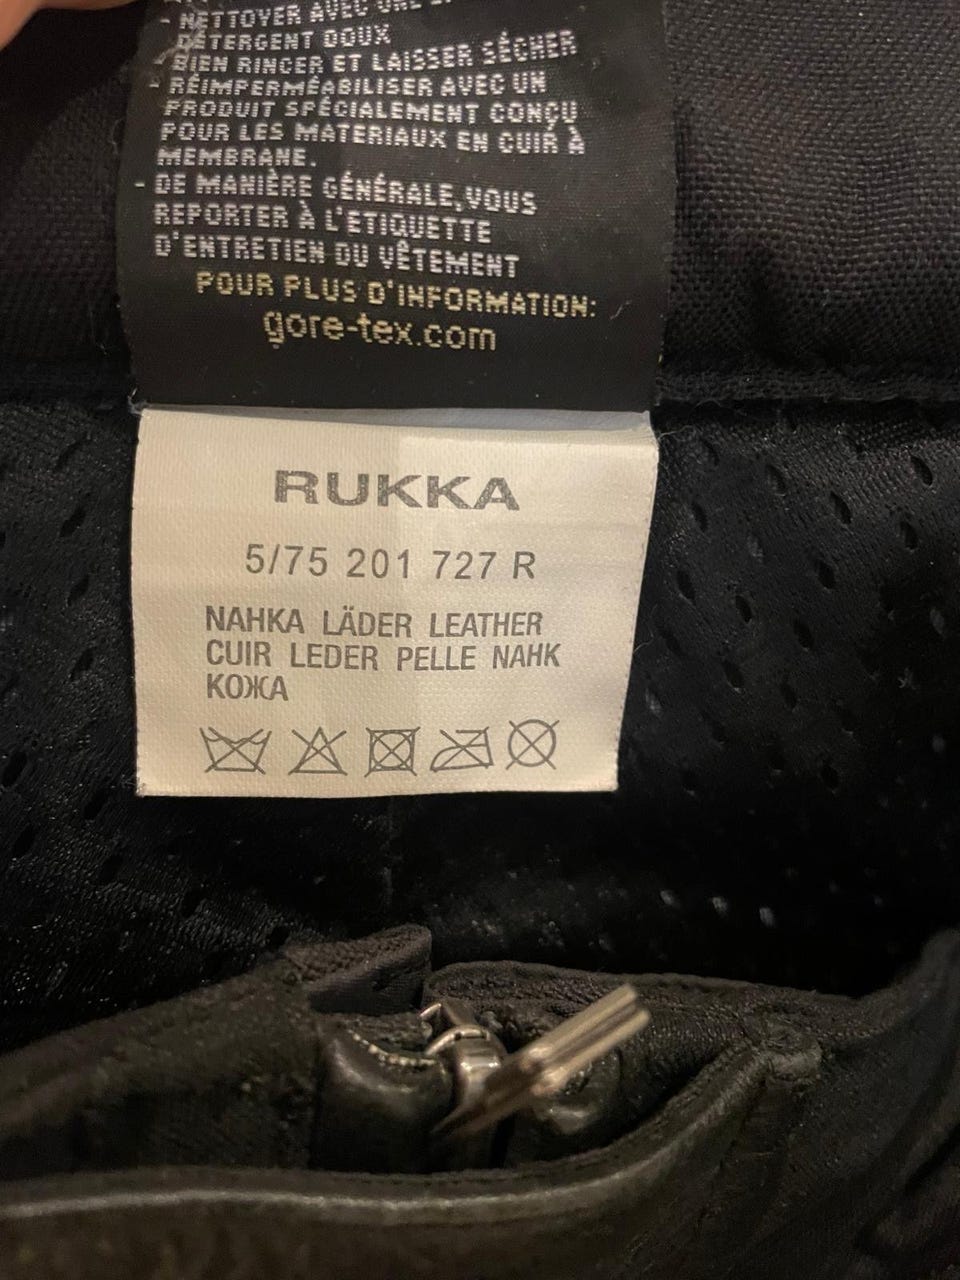 - NETTOYER AVEC UNE
DÉTERGENT DOUX
BIEN RINCER ET LAISSER SÉCHER
- RÉIMPERMÉABILISER AVEC UN
PRODUIT SPÉCIALEMENT CONÇU
POUR LES MATERIAUX EN CUIR À
MEMBRANE.
- DE MANIÈRE GÉNÉRALE, VOUS
REPORTER À L'ETIQUETTE
D'ENTRETIEN DU VÊTEMENT
POUR PLUS D'INFORMATION:
gore-tex.com
RUKKA
5/75 201 727 R
NAHKA LÄDER LEATHER
CUIR LEDER PELLE NAHK
КОЖА